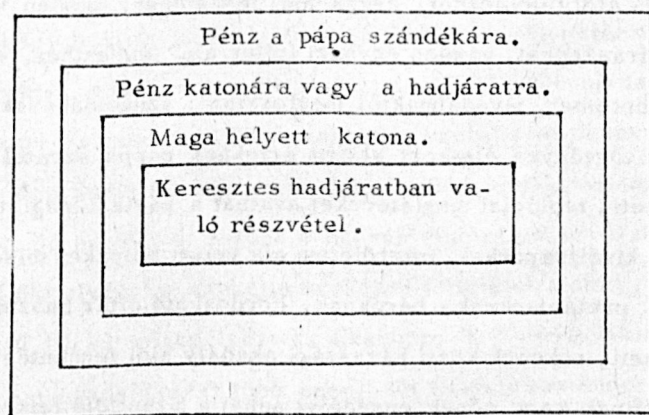 Pénz a pápa szándékára.
Pénz katonára vagy a hadjáratra.
Maga helyett katona.
Keresztes hadjáratban va-
ló részvétel.